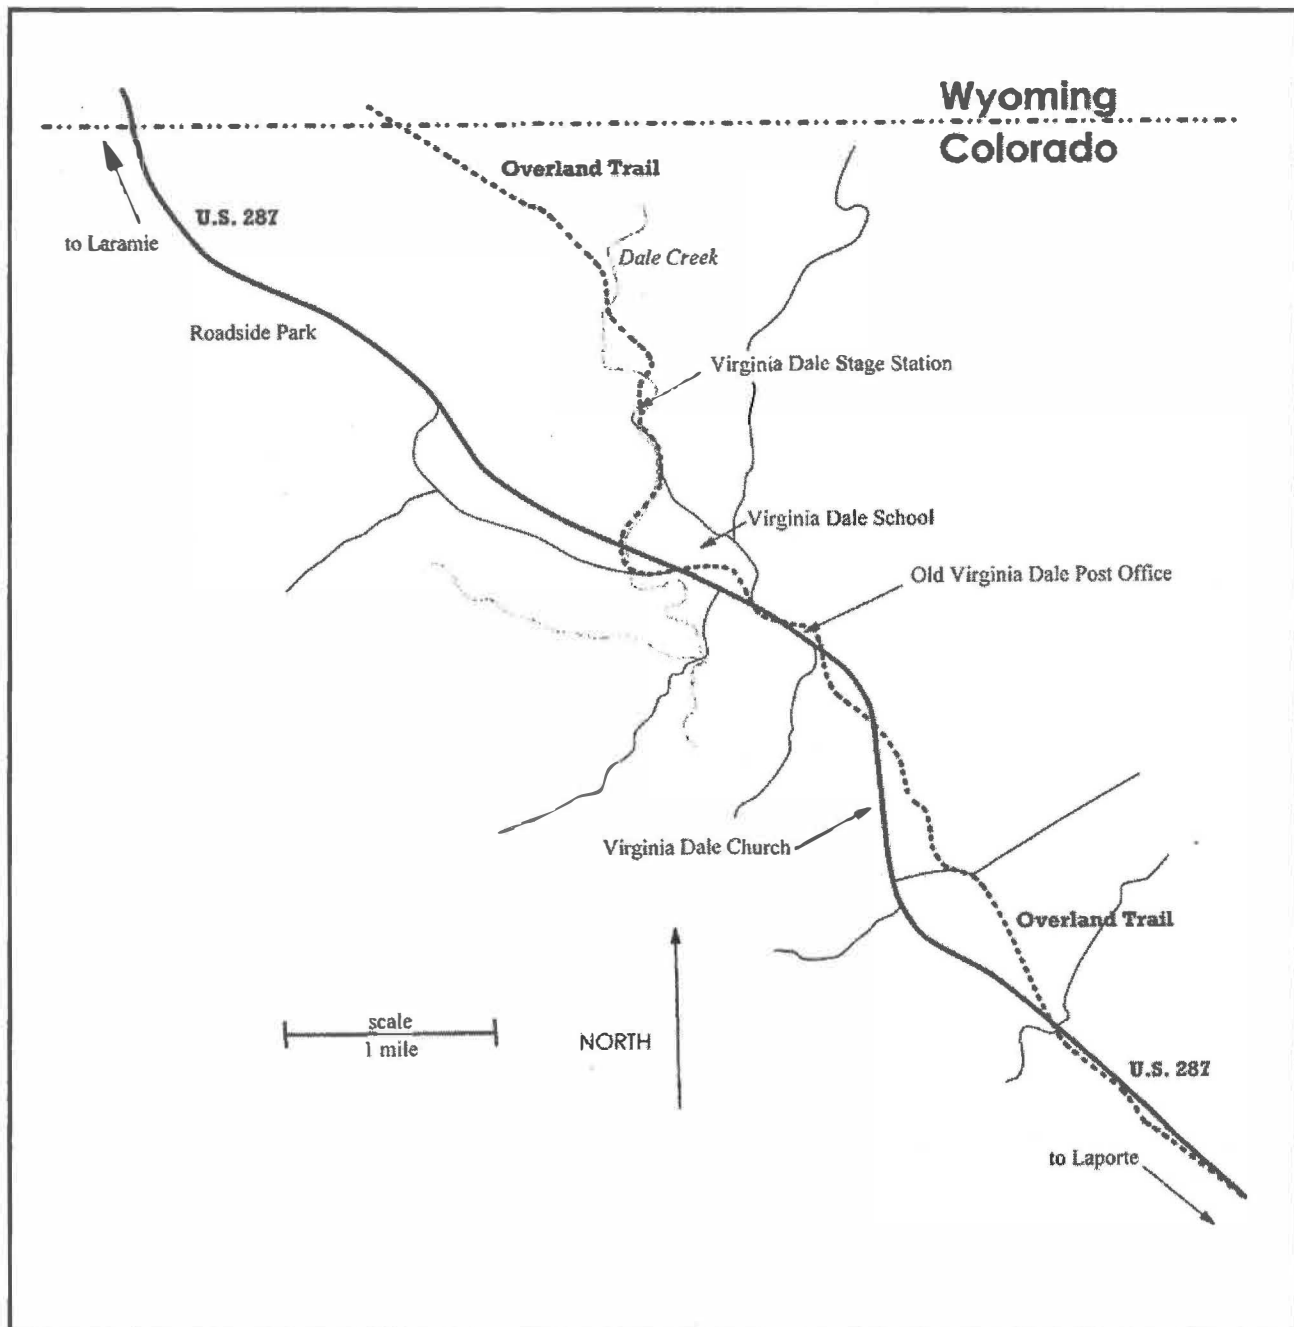 Wyoming
Colorado
Overland Trail
U.S. 287
to Laramie
Dale Creek
Roadside Park
Virginia Dale Stage Station
Virginia Dale School
Old Virginia Dale Post Office
Virginia Dale Church
Overland Trail
scale
1 mile
NORTH
U.S. 287
to Laporte